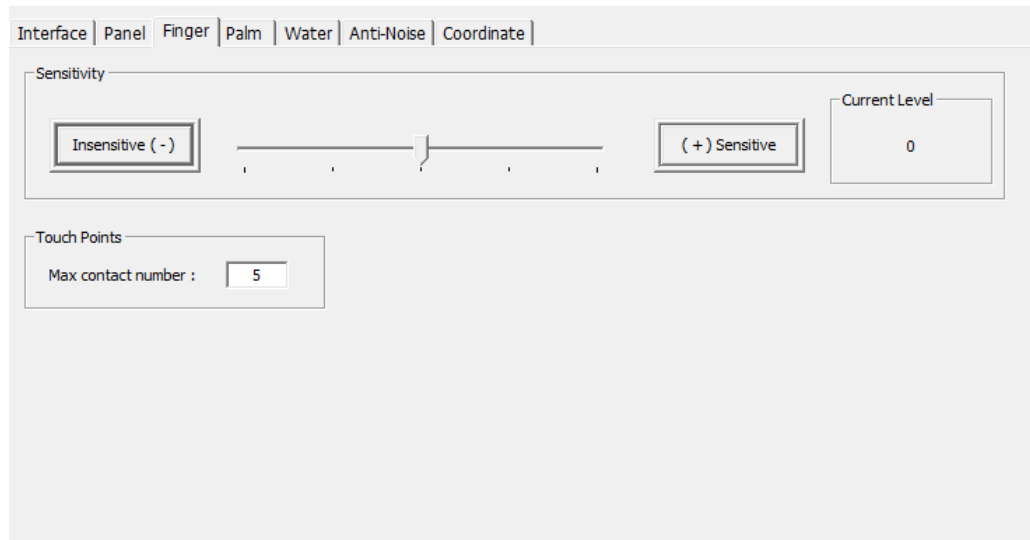 Interface Panel Finger Palm Water Anti-Noise Coordinate
Sensitivity
Current Level
Insensitive ( - )
( + ) Sensitive
0
Touch Points
Max contact number :
5